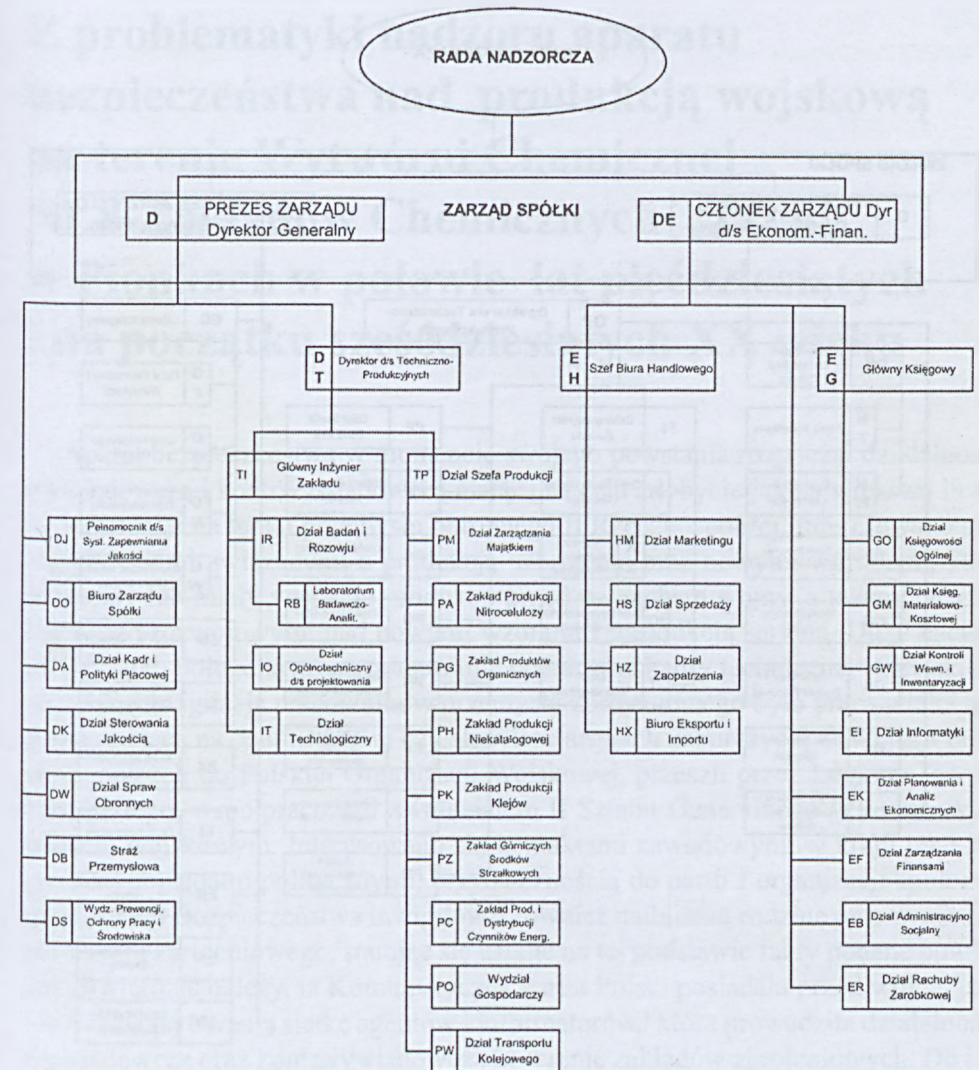 RADA NADZORCZA
D
PREZES ZARZĄDU
Dyrektor Generalny
ZARZĄD SPÓŁKI
DE
CZŁONEK ZARZĄDU Dyr
d/s Ekonom.-Finan.
D
T
Dyrektor ds Techniczno-
Produkcyjnych
E
H
Szef Biura Handlowego
E
G
Główny Księgowy
TI
Główny Inżynier
Zakładu
TP
Dział Szefa Produkcji
DJ
Pełnomocnik d/s
Syst. Zapewniania
Jakości
DO
Biuro Zarządu
Spółki
DA
Dział Kadr i
Polityki Płacowej
DK
Dział Sterowania
Jakością
DW
Dział Spraw
Obronnych
DB
Straż
Przemysłowa
DP
Wydz. Prewencji,
Ochrony Pracy i
Środowiska
IR
Dział Badań i
Rozowju
RB
Laboratorium
Badawczo-
Analit.
IO
Dział
Ogólnotechniczny
d/s projektowania
IT
Dział
Technologiczny
PM
Dział Zarządzania
Majątkiem
PA
Zakład Produkcji
Nitrocelulozy
PG
Zakład Produktów
Organicznych
PH
Zakład Produkcji
Niekatalogowej
PK
Zakład Produkcji
Klejów
PZ
Zakład Górniczych
Środków
Strzałkowych
PC
Zakład Prod. i
Dystrybucji
Czynników Energ.
PO
Wydział
Gospodarczy
PW
Dział Transportu
Kolejowego
HM
Dział Marketingu
HS
Dział Sprzedaży
HZ
Dział
Zaopatrzenia
HX
Biuro Eksportu i
Importu
GO
Dział
Księgowości
Ogólnej
GM
Dział Księg.
Materiałowo-
Kosztowej
GW
Dział Kontroli
Wewn. i
Inwentaryzacji
EI
Dział Informatyki
EK
Dział Planowania i
Analiz
Ekonomicznych
EF
Dział Zarządzania
Finansami
EB
Dział Administracyjno
Socjalny
ER
Dział Rachuby
Zarobkowej